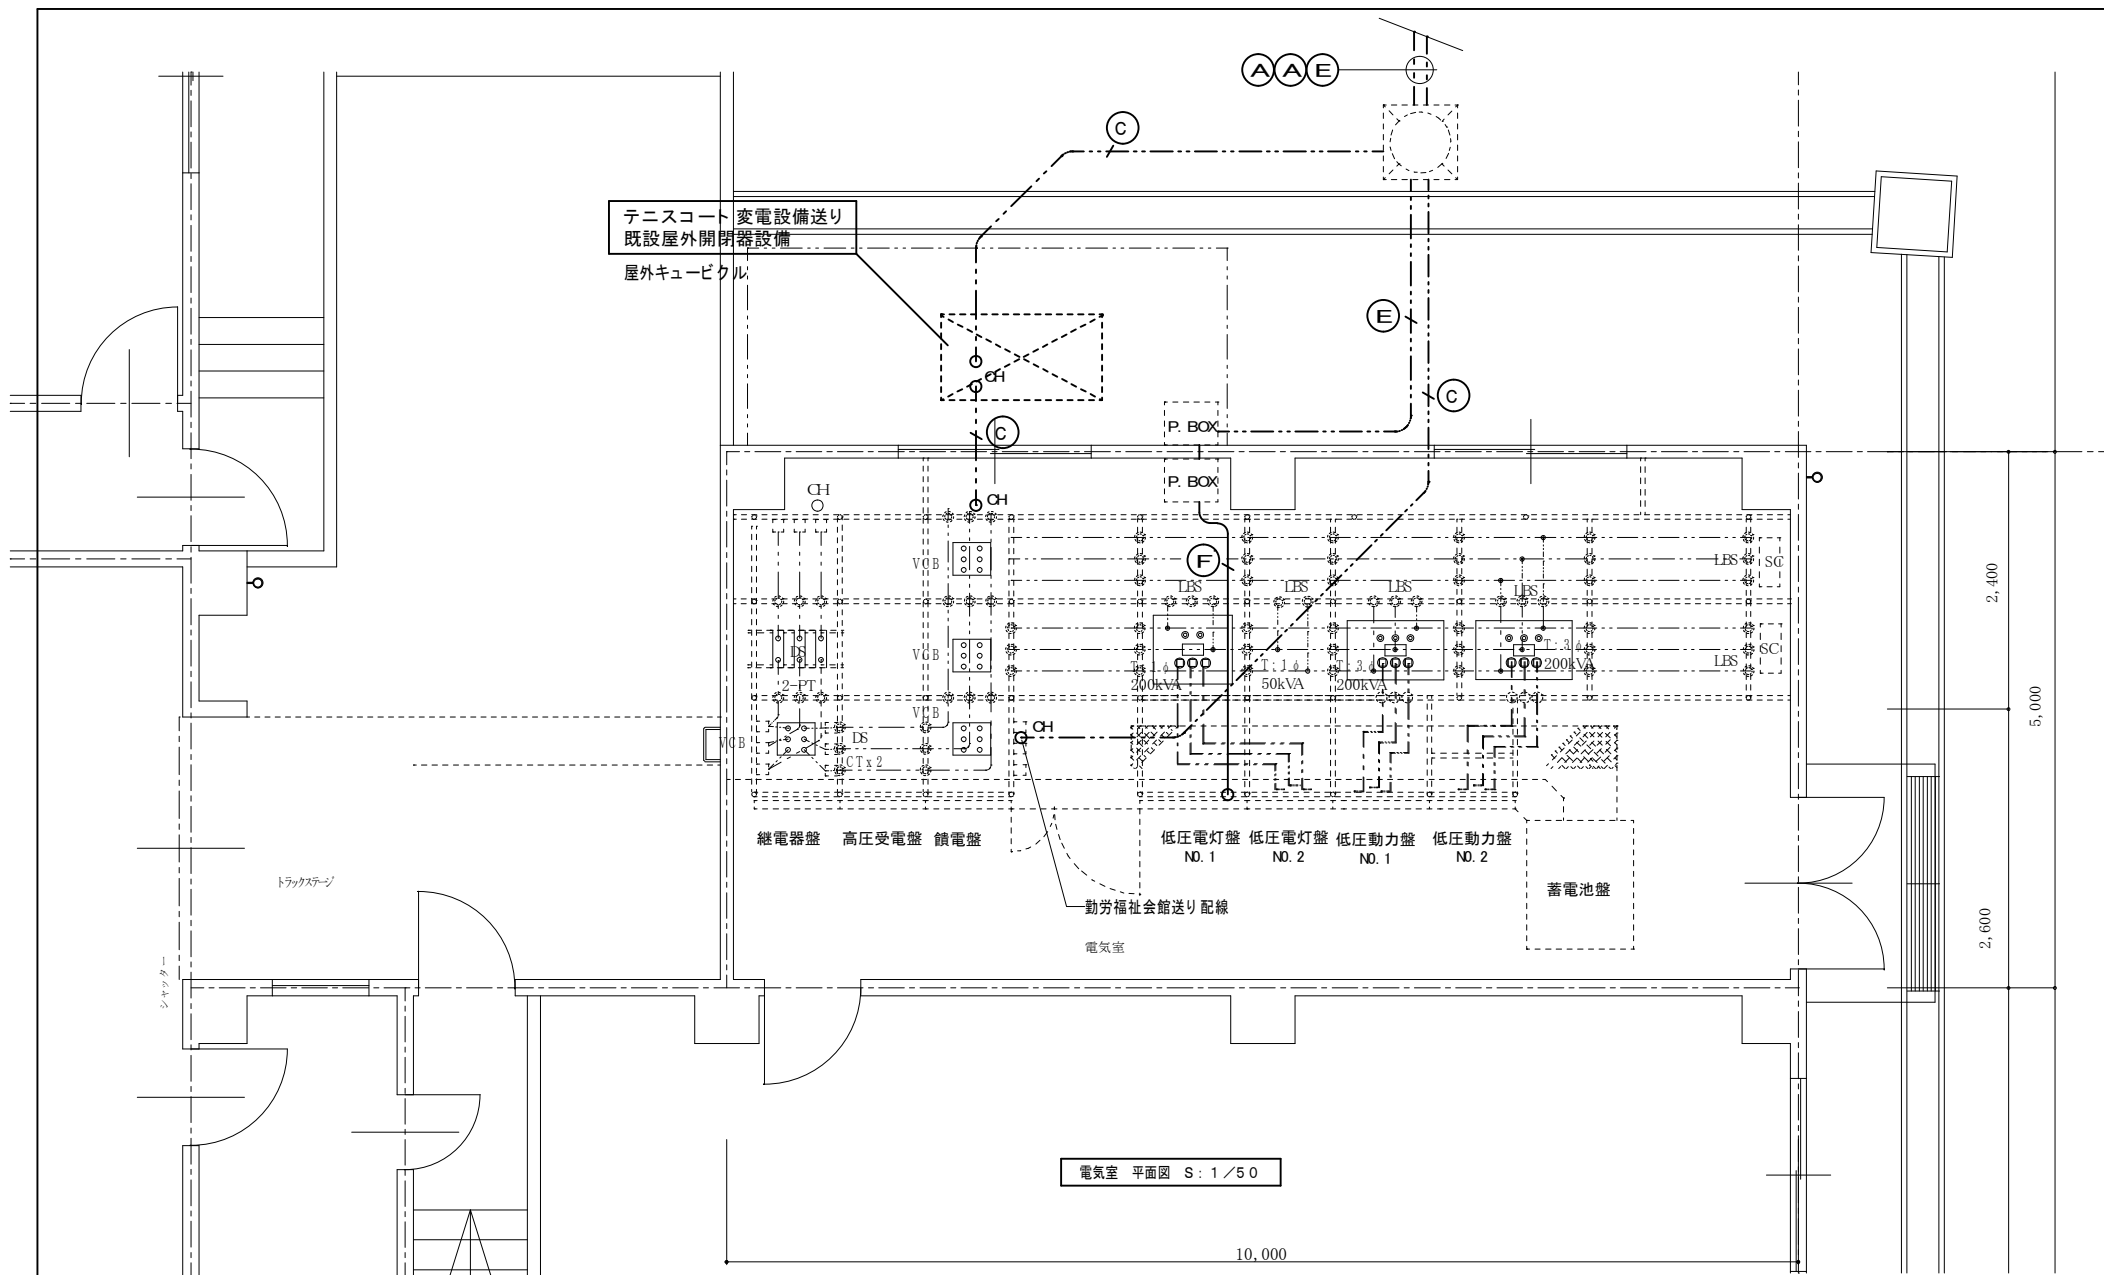 A A E
C
テニスコート変電設備送り
既設屋外開閉器設備
屋外キュービクル
E
CH
C
C
P. BOX
P. BOX
CH
CH
VCB
F
LBS
LBS
LBS
LBS
LBS
SC
2,400
DS
VCB
T: 1φ
200kVA
T: 1φ
50kVA
T: 3φ
200kVA
T: 3φ
200kVA
LBS
SC
2-PT
VCB
VCB
DS
CH
CTx2
5,000
継電器盤
高圧受電盤
饋電盤
低圧電灯盤
NO. 1
低圧電灯盤
NO. 2
低圧動力盤
NO. 1
低圧動力盤
NO. 2
蓄電池盤
トラックステージ
勤労福祉会館送り配線
電気室
2,600
シャッター
電気室 平面図 S: 1/50
10,000